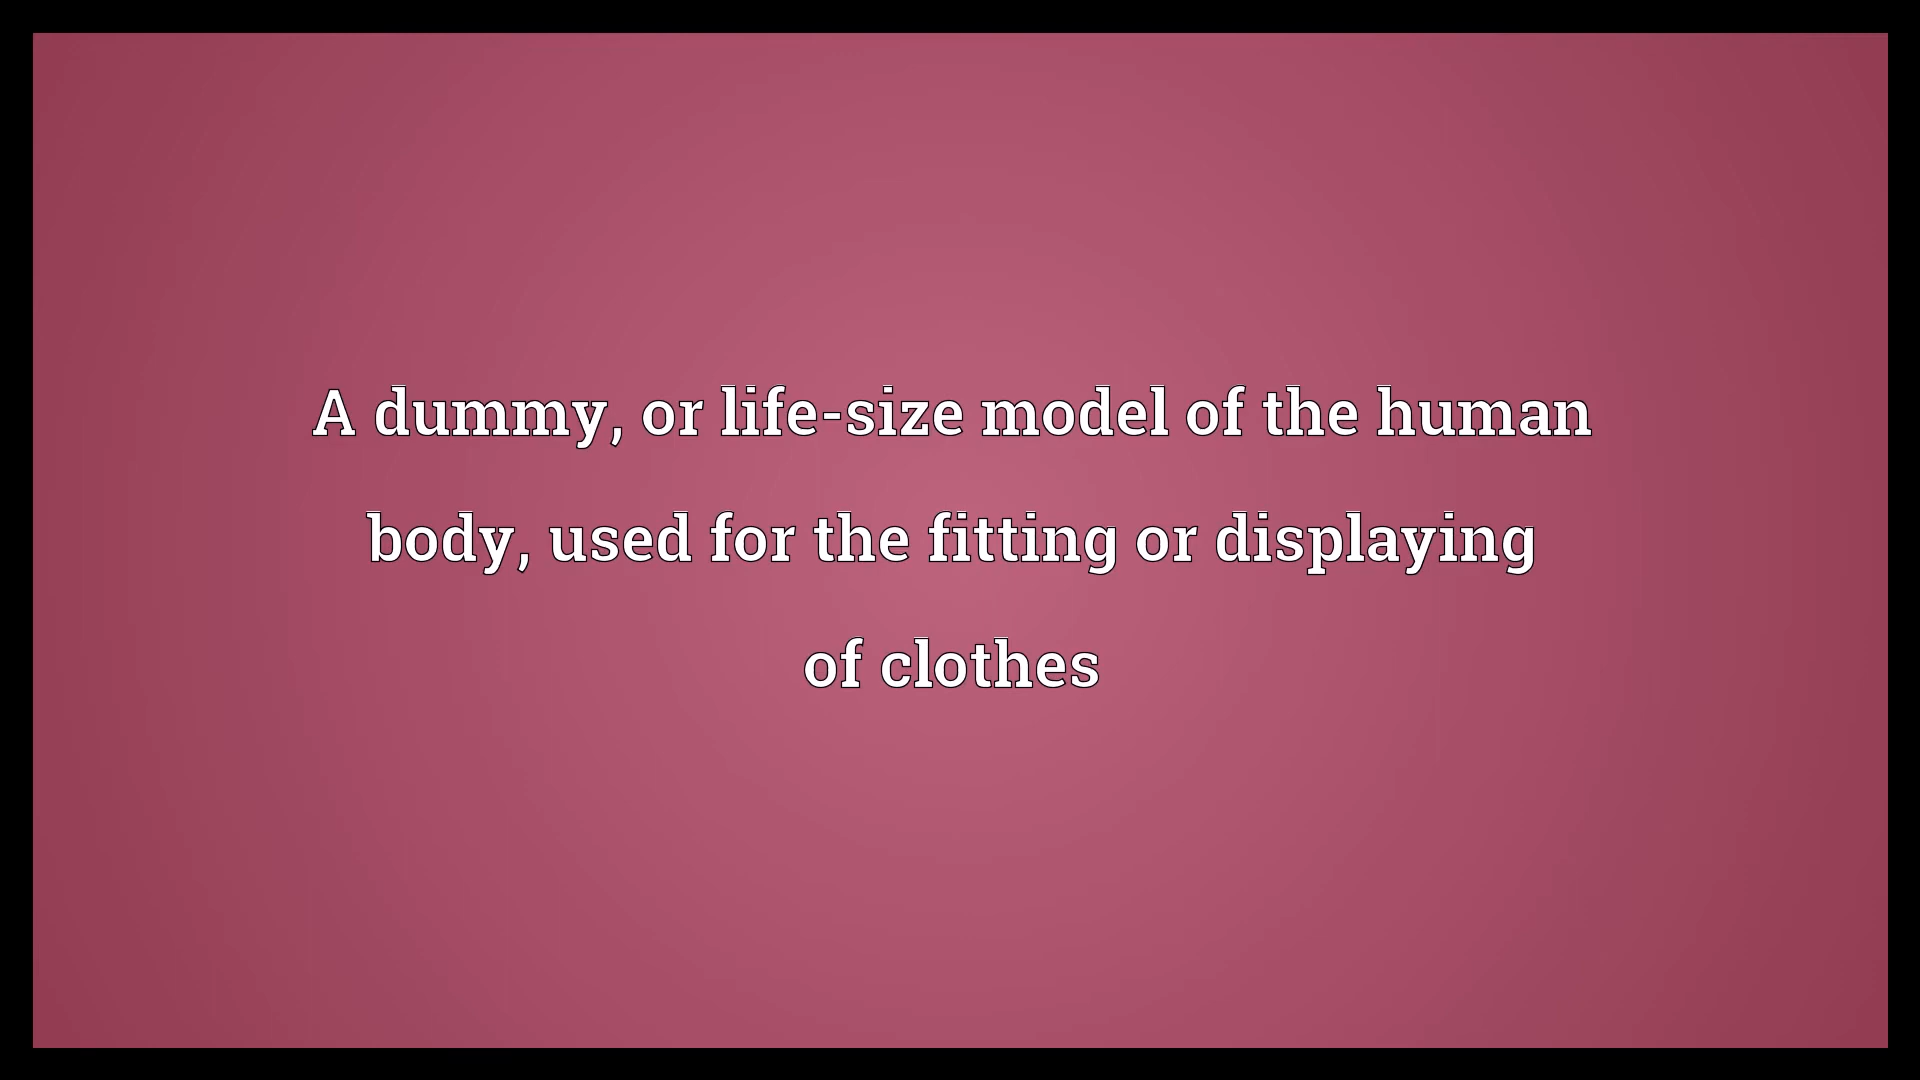 A dummy, or life-size model of the human
body, used for the fitting or displaying
of clothes